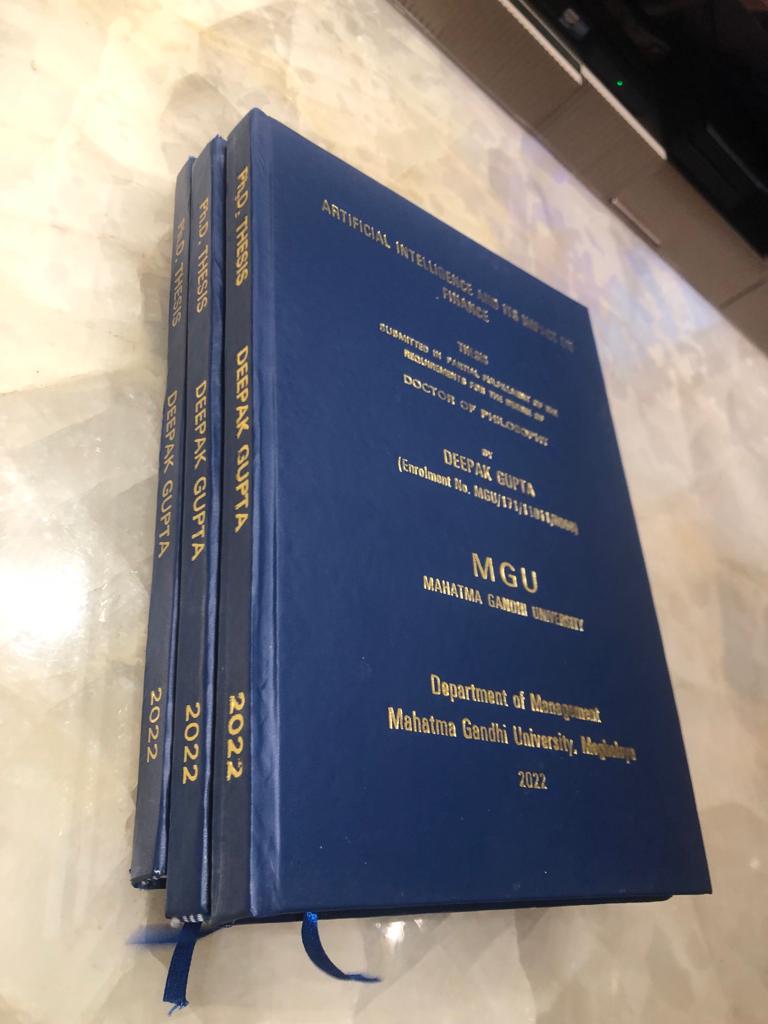 Ph.D. THESIS DEEPAK GUPTA 2022
Ph.D. THESIS DEEPAK GUPTA 2022
Ph.D. THESIS DEEPAK GUPTA 2022
ARTIFICIAL INTELLIGENCE AND ITS IMPACT ON
FINANCE
THESIS
SUBMITTED IN PARTIAL FULFILLMENT OF THE
REQUIREMENTS FOR THE DEGREE OF
DOCTOR OF PHILOSOPHY
BY
DEEPAK GUPTA
(Enrolment No.
MGU
MAHATMA GANDHI UNIVERSITY
Department of Management
Mahatma Gandhi University, Meghalaya
2022